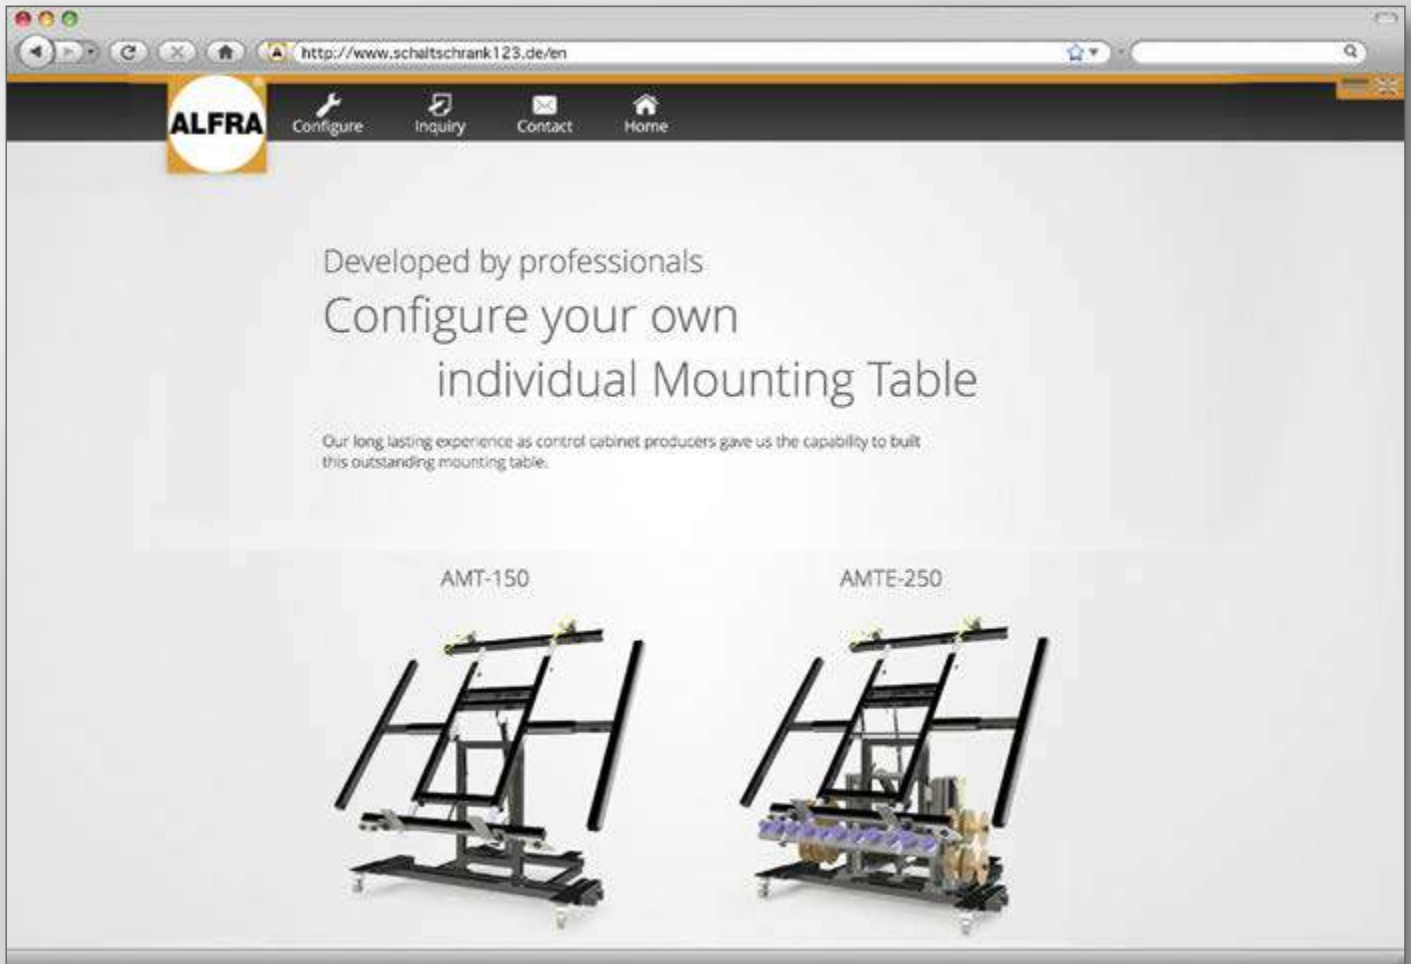 http://www.schaltschrank123.de/en
ALFRA
Configure
Inquiry
Contact
Home
Developed by professionals
Configure your own
individual Mounting Table
Our long lasting experience as control cabinet producers gave us the capability to built
this outstanding mounting table.
AMT-150
AMTE-250